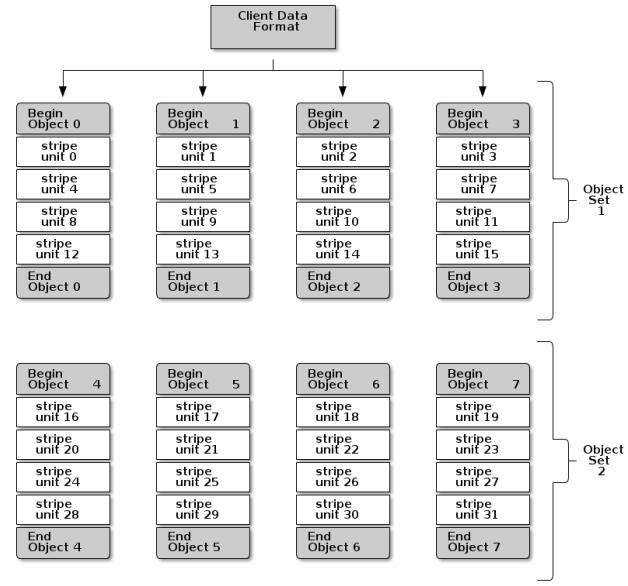 Client Data
Format
Begin
Object 0
stripe
unit 0
stripe
unit 4
stripe
unit 8
stripe
unit 12
End
Object 0
Begin
Object 1
stripe
unit 1
stripe
unit 5
stripe
unit 9
stripe
unit 13
End
Object 1
Begin
Object 2
stripe
unit 2
stripe
unit 6
stripe
unit 10
stripe
unit 14
End
Object 2
Begin
Object 3
stripe
unit 3
stripe
unit 7
stripe
unit 11
stripe
unit 15
End
Object 3
Object
Set
1
Begin
Object 4
stripe
unit 16
stripe
unit 20
stripe
unit 24
stripe
unit 28
End
Object 4
Begin
Object 5
stripe
unit 17
stripe
unit 21
stripe
unit 25
stripe
unit 29
End
Object 5
Begin
Object 6
stripe
unit 18
stripe
unit 22
stripe
unit 26
stripe
unit 30
End
Object 6
Begin
Object 7
stripe
unit 19
stripe
unit 23
stripe
unit 27
stripe
unit 31
End
Object 7
Object
Set
2